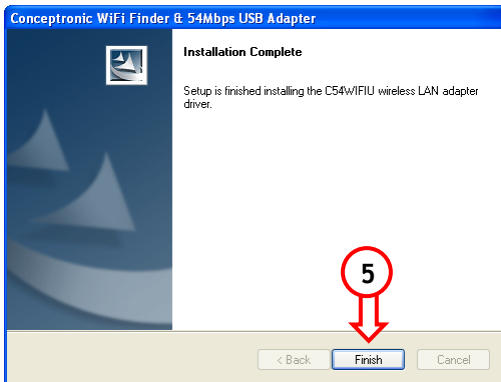 Conceptronic WiFi Finder & 54Mbps USB Adapter
Installation Complete
Setup is finished installing the C54WIFIU wireless LAN adapter
driver.
5
< Back Finish Cancel